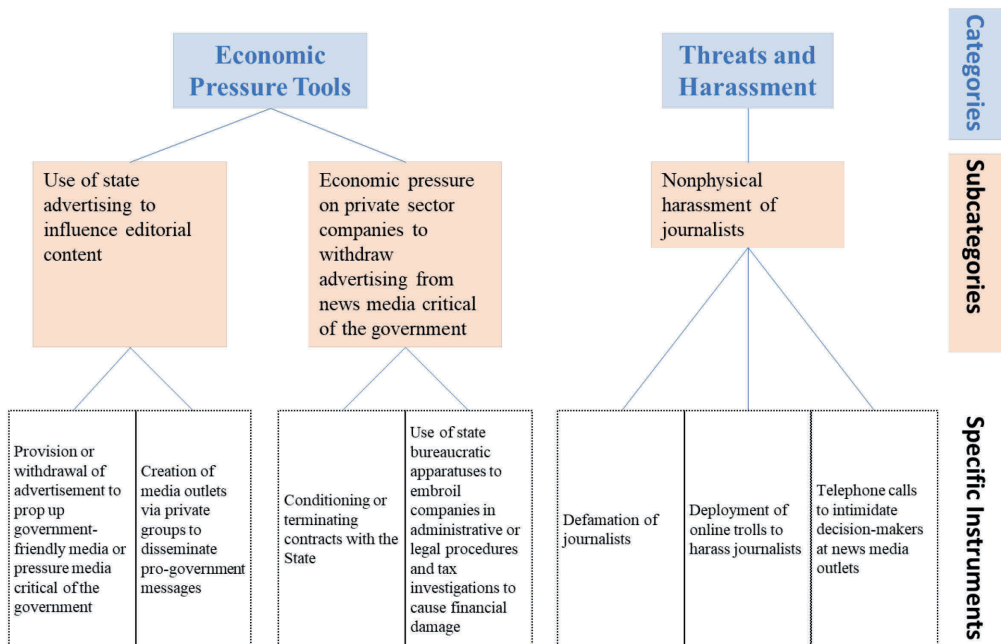 Economic
Pressure Tools
Threats and
Harassment
Categories
Use of state
advertising to
influence editorial
content
Economic pressure
on private sector
companies to
withdraw
advertising from
news media critical
of the government
Nonphysical
harassment of
journalists
Subcategories
Provision or
withdrawal of
advertisement to
prop up
government-
friendly media or
pressure media
critical of the
government
Creation of
media outlets
via private
groups to
disseminate
pro-government
messages
Conditioning or
terminating
contracts with the
State
Use of state
bureaucratic
apparatuses to
embroil
companies in
administrative or
legal procedures
and tax
investigations to
cause financial
damage
Defamation of
journalists
Deployment of
online trolls to
harass journalists
Telephone calls
to intimidate
decision-makers
at news media
outlets
Specific Instruments